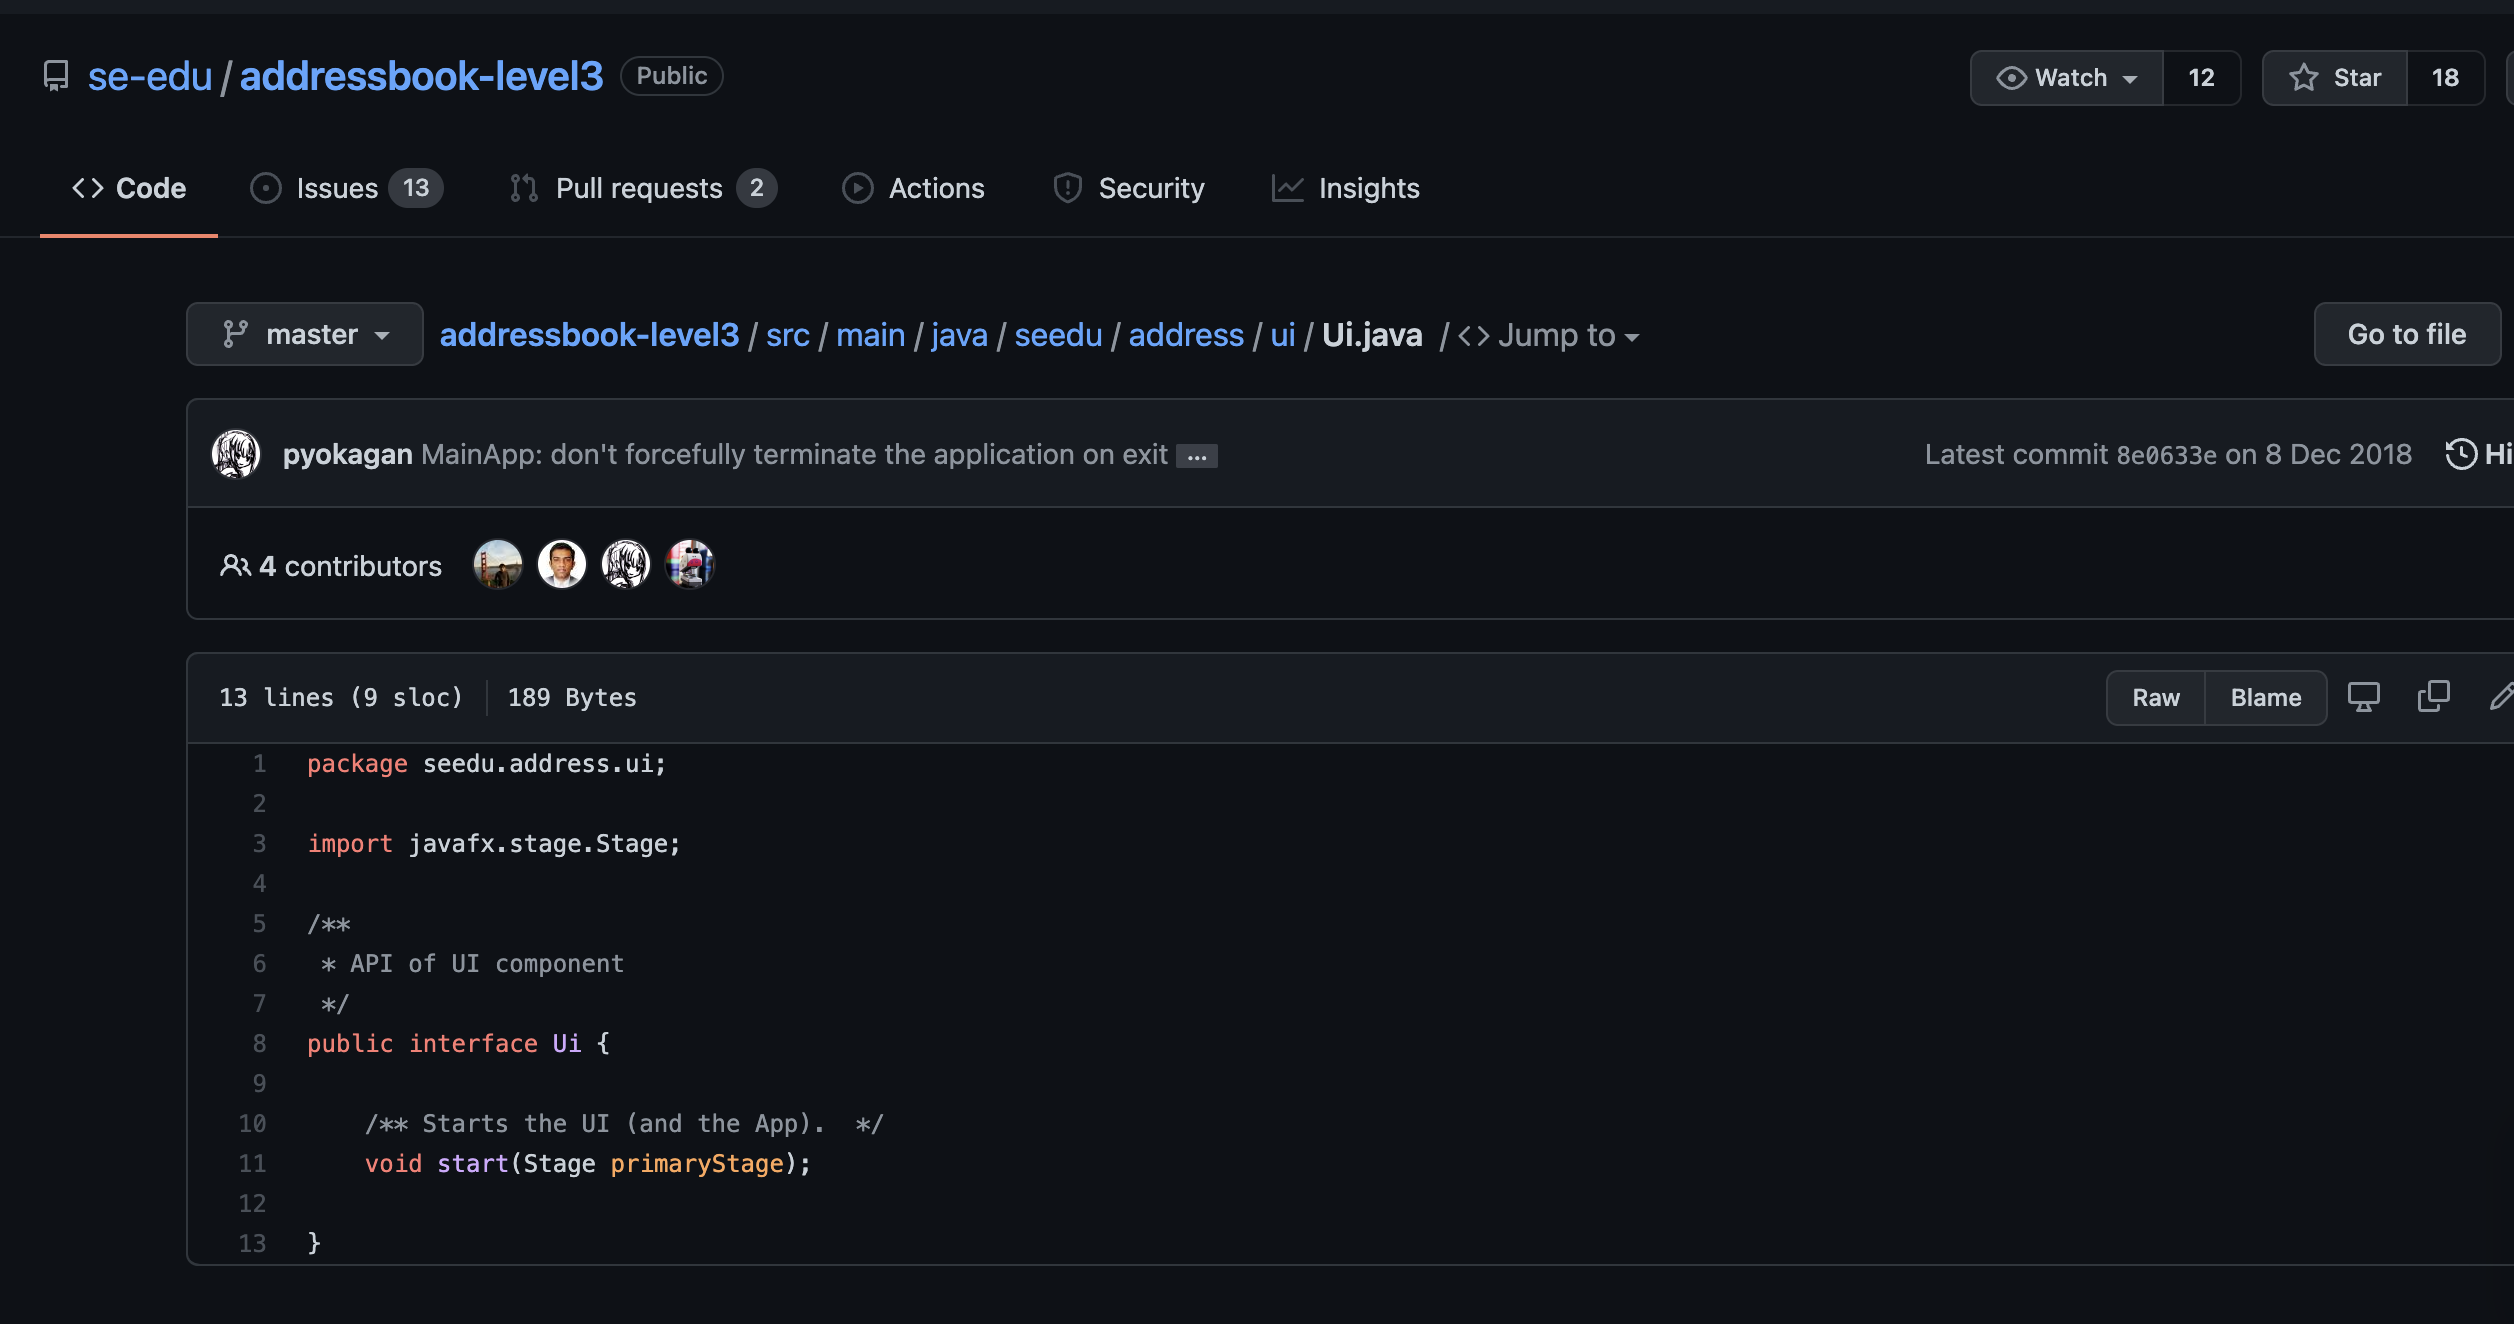 se-edu/addressbook-level3 Public Watch 12 Star 18
Code Issues 13 Pull requests 2 Actions Security Insights
master addressbook-level3 / src / main / java / seedu / address / ui / Ui.java / <> Jump to Go to file
pyokagan MainApp: don't forcefully terminate the application on exit ... Latest commit 8e0633e on 8 Dec 2018 Hi
4 contributors
13 lines (9 sloc) 189 Bytes Raw Blame
1 package seedu.address.ui;
2
3 import javafx.stage.Stage;
4
5 /**
6  * API of UI component
7  */
8 public interface Ui {
9
10     /** Starts the UI (and the App).  */
11     void start(Stage primaryStage);
12
13 }